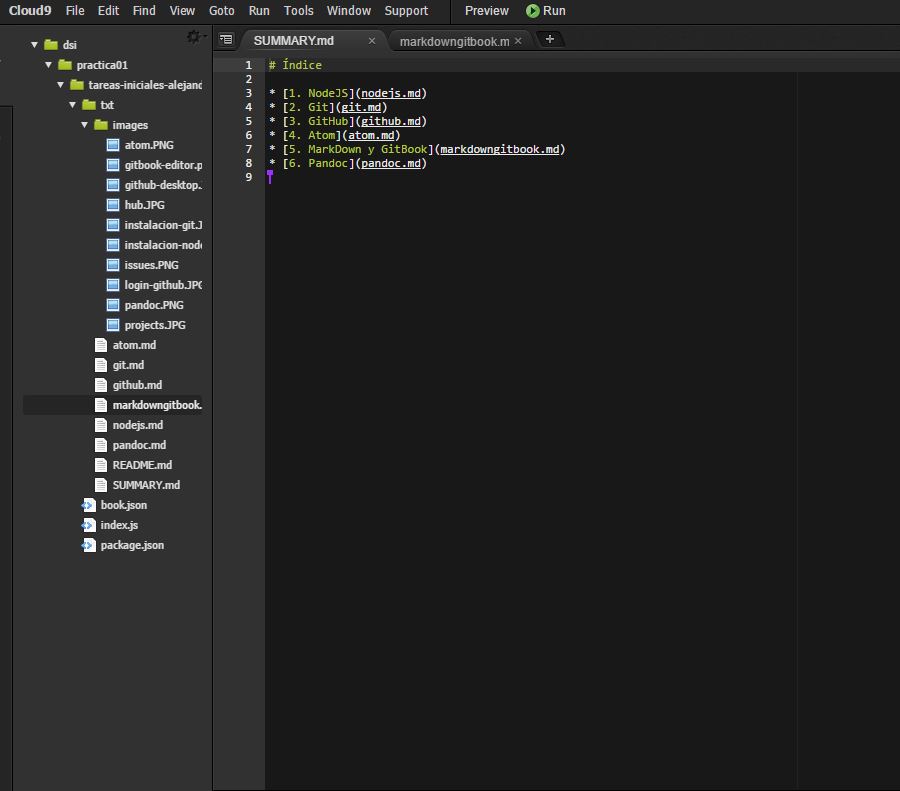 Cloud9 File Edit Find View Goto Run Tools Window Support Preview Run
dsi
practica01
tareas-iniciales-alejand
txt
images
atom.PNG
gitbook-editor.p
github-desktop.
hub.JPG
instalacion-git.J
instalacion-node
issues.PNG
login-github.JPG
pandoc.PNG
projects.JPG
atom.md
git.md
github.md
markdowngitbook.
nodejs.md
pandoc.md
README.md
SUMMARY.md
book.json
index.js
package.json
SUMMARY.md × markdowngitbook.m × +
1 # Índice
2
3 * [1. NodeJS](nodejs.md)
4 * [2. Git](git.md)
5 * [3. GitHub](github.md)
6 * [4. Atom](atom.md)
7 * [5. MarkDown y GitBook](markdowngitbook.md)
8 * [6. Pandoc](pandoc.md)
9